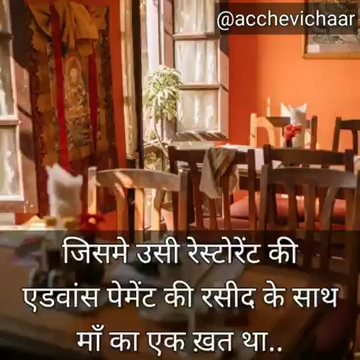 @acchevichaar
जिसमे उसी रेस्टोरेंट की
एडवांस पेमेंट की रसीद के साथ
माँ का एक ख़त था..